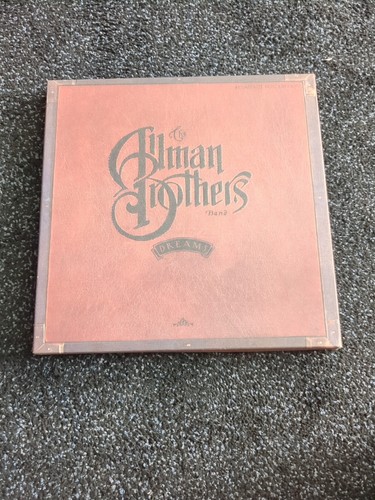 The
Allman
Brothers
Band
DREAMS